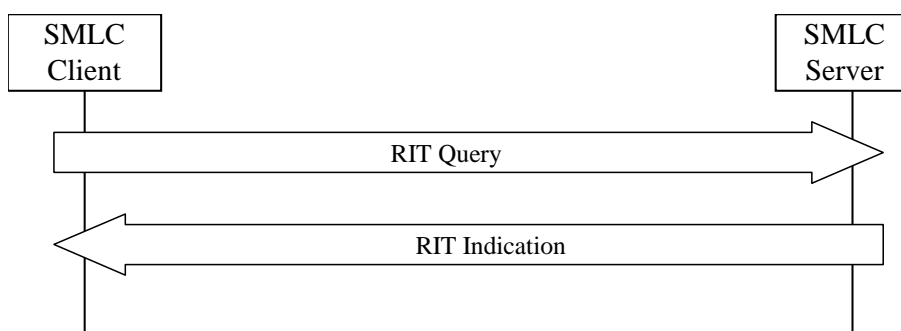 SMLC
Client
SMLC
Server
RIT Query
RIT Indication